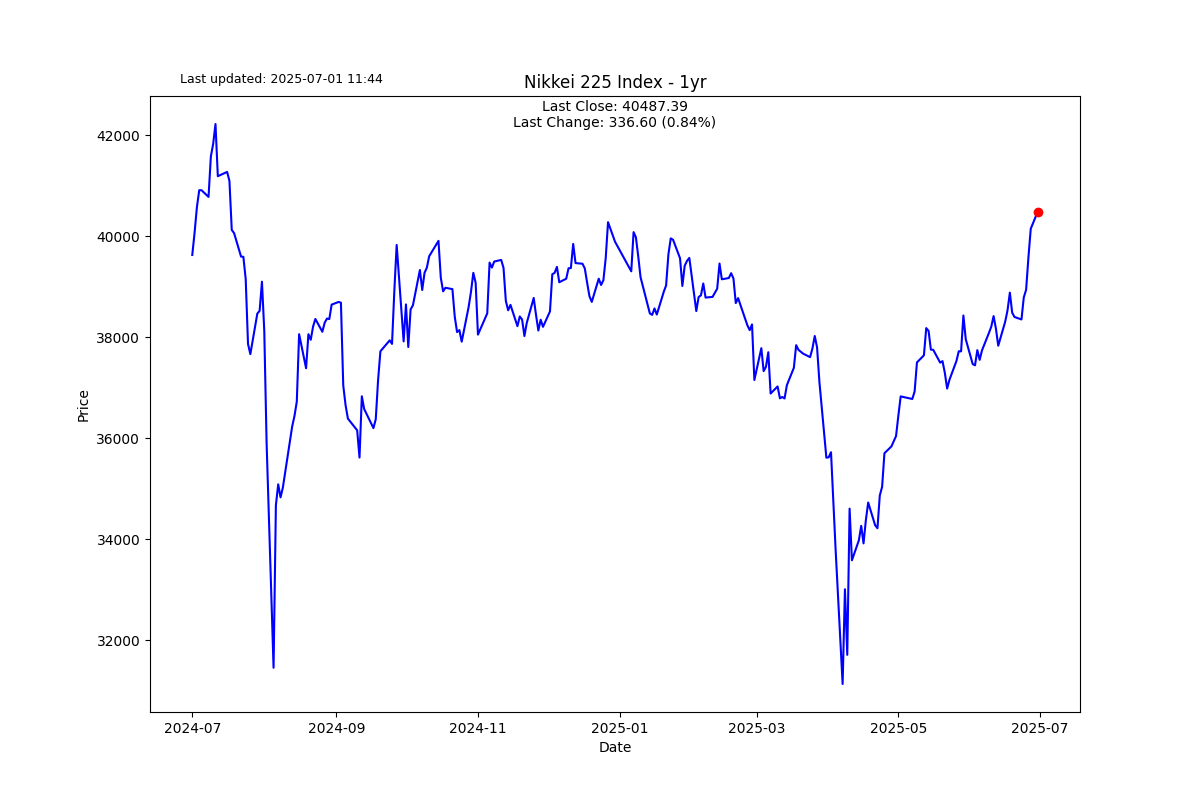 Last updated: 2025-07-01 11:44
Nikkei 225 Index - 1yr
Last Close: 40487.39
Last Change: 336.60 (0.84%)
42000
40000
38000
36000
34000
32000
Price
2024-07
2024-09
2024-11
2025-01
2025-03
2025-05
2025-07
Date